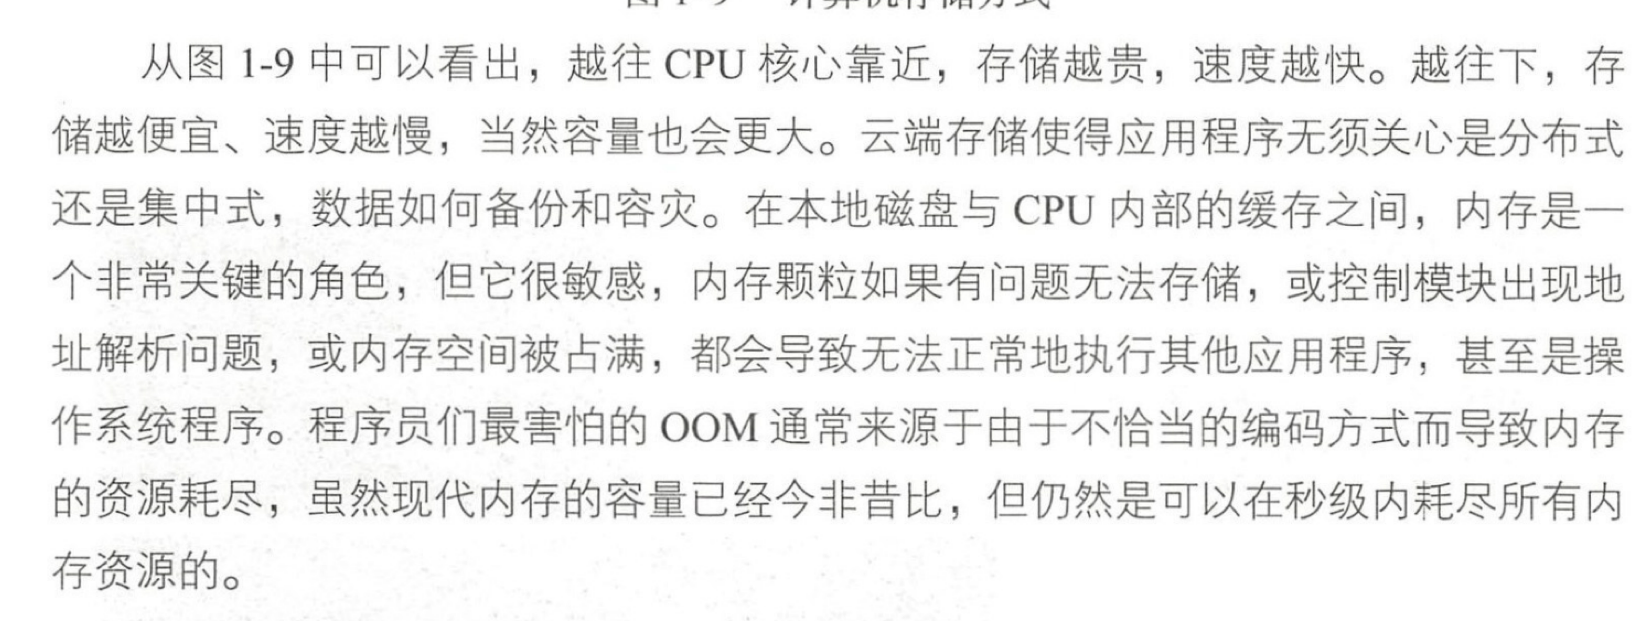 图 1-9 计算机存储方式
从图 1-9 中可以看出，越往 CPU 核心靠近，存储越贵，速度越快。越往下，存
储越便宜、速度越慢，当然容量也会更大。云端存储使得应用程序无须关心是分布式
还是集中式，数据如何备份和容灾。在本地磁盘与 CPU 内部的缓存之间，内存是一
个非常关键的角色，但它很敏感，内存颗粒如果有问题无法存储，或控制模块出现地
址解析问题，或内存空间被占满，都会导致无法正常地执行其他应用程序，甚至是操
作系统程序。程序员们最害怕的 OOM 通常来源于由于不恰当的编码方式而导致内存
的资源耗尽，虽然现代内存的容量已经今非昔比，但仍然是可以在秒级内耗尽所有内
存资源的。